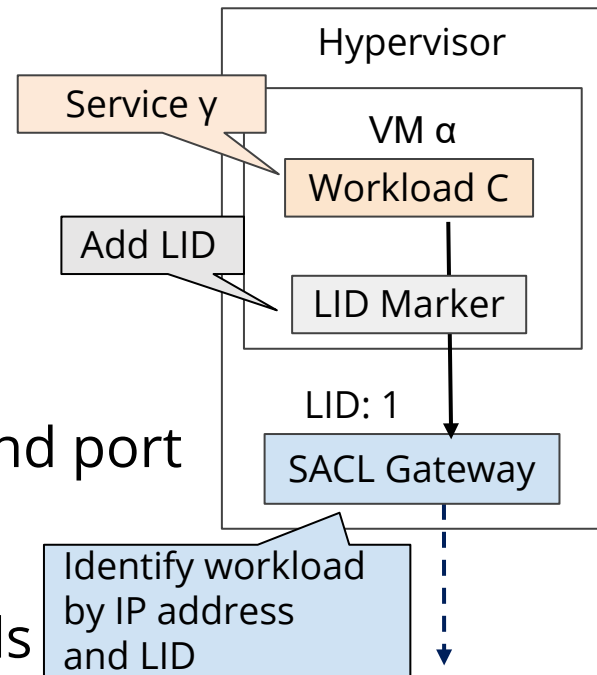 Hypervisor
Service γ
VM α
Workload C
Add LID
LID Marker
LID: 1
nd port
SACL Gateway
Identify workload
by IP address
and LID